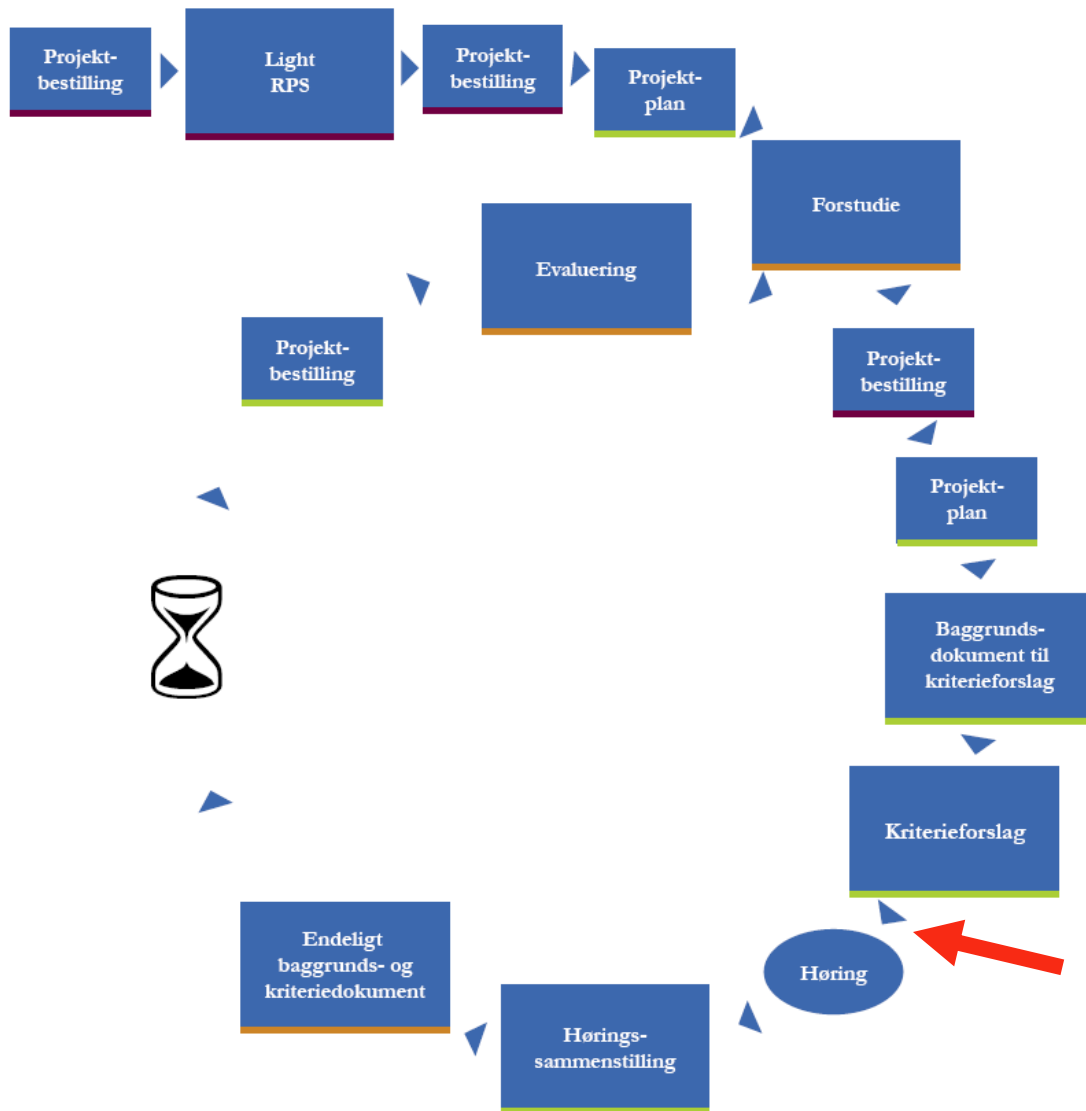 Projekt-
bestilling
Light
RPS
Projekt-
bestilling
Projekt-
plan
Forstudie
Evaluering
Projekt-
bestilling
Projekt-
bestilling
Projekt-
plan
Baggrunds-
dokument til
kriterieforslag
Kriterieforslag
Høring
Hørings-
sammenstilling
Endeligt
baggrunds- og
kriteriedokument